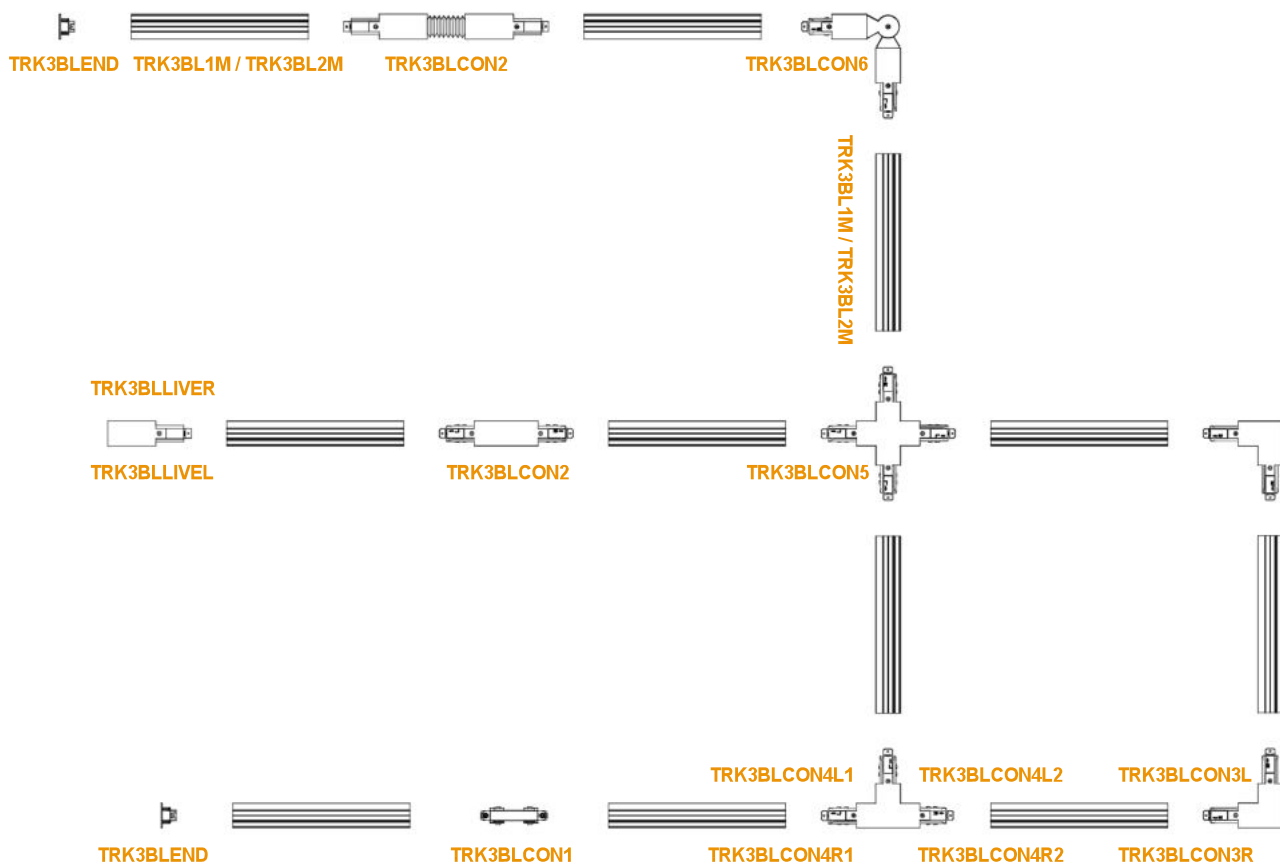 TRK3BLEND
TRK3BL1M / TRK3BL2M
TRK3BLCON2
TRK3BLCON6
TRK3BL1M / TRK3BL2M
TRK3BLLIVER
TRK3BLLIVEL
TRK3BLCON2
TRK3BLCON5
TRK3BLCON4L1
TRK3BLCON4L2
TRK3BLCON3L
TRK3BLEND
TRK3BLCON1
TRK3BLCON4R1
TRK3BLCON4R2
TRK3BLCON3R